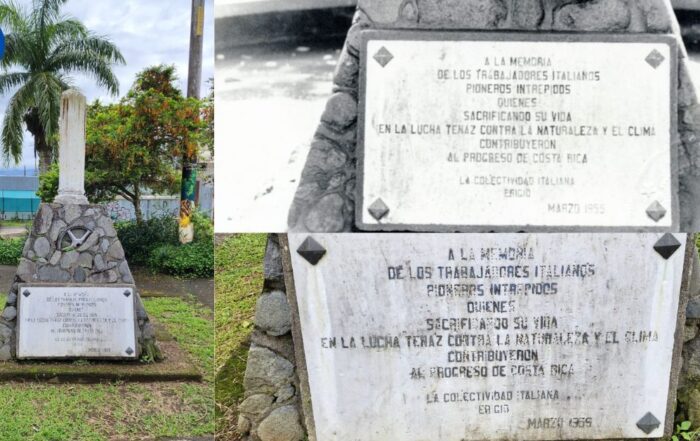 A LA MEMORIA
DE LOS TRABAJADORES ITALIANOS
PIONEROS INTREPIDOS
QUIENES
SACRIFICANDO SU VIDA
EN LA LUCHA TENAZ CONTRA LA NATURALEZA Y EL CLIMA
CONTRIBUYERON
AL PROGRESO DE COSTA RICA
LA COLECTIVIDAD ITALIANA
ERIGIO
MARZO
A LA MEMORIA
DE LOS TRABAJADORES ITALIANOS
PIONEROS INTREPIDOS
QUIENES
SACRIFICANDO SU VIDA
EN LA LUCHA TENAZ CONTRA LA NATURALEZA Y EL CLIMA
CONTRIBUYERON
AL PROGRESO DE COSTA RICA
LA COLECTIVIDAD ITALIANA
ERIGIO
MARZO